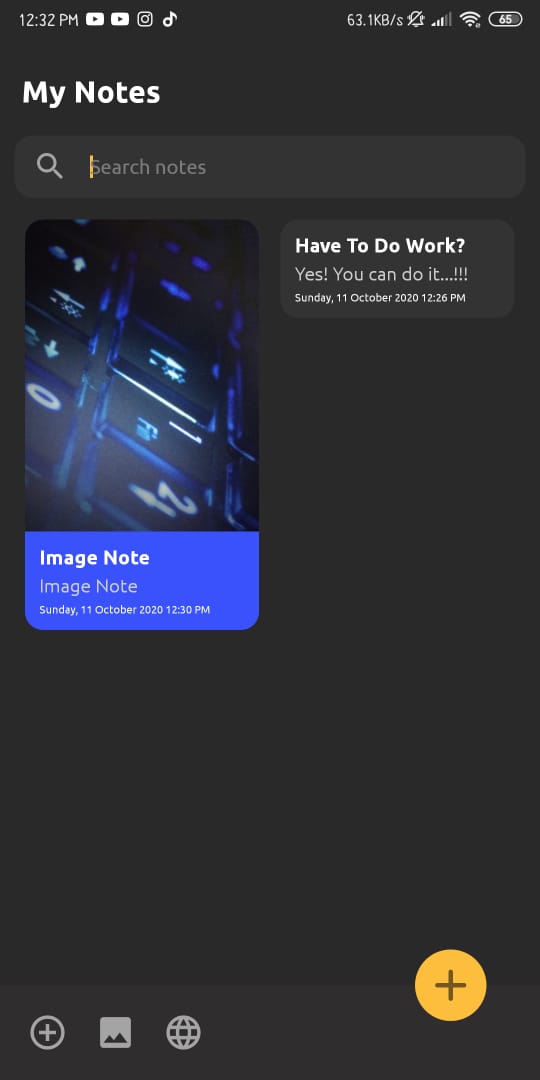 12:32 PM
63.1KB/s
65
My Notes
Search notes
Have To Do Work?
Yes! You can do it...!!!
Sunday, 11 October 2020 12:26 PM
Image Note
Image Note
Sunday, 11 October 2020 12:30 PM